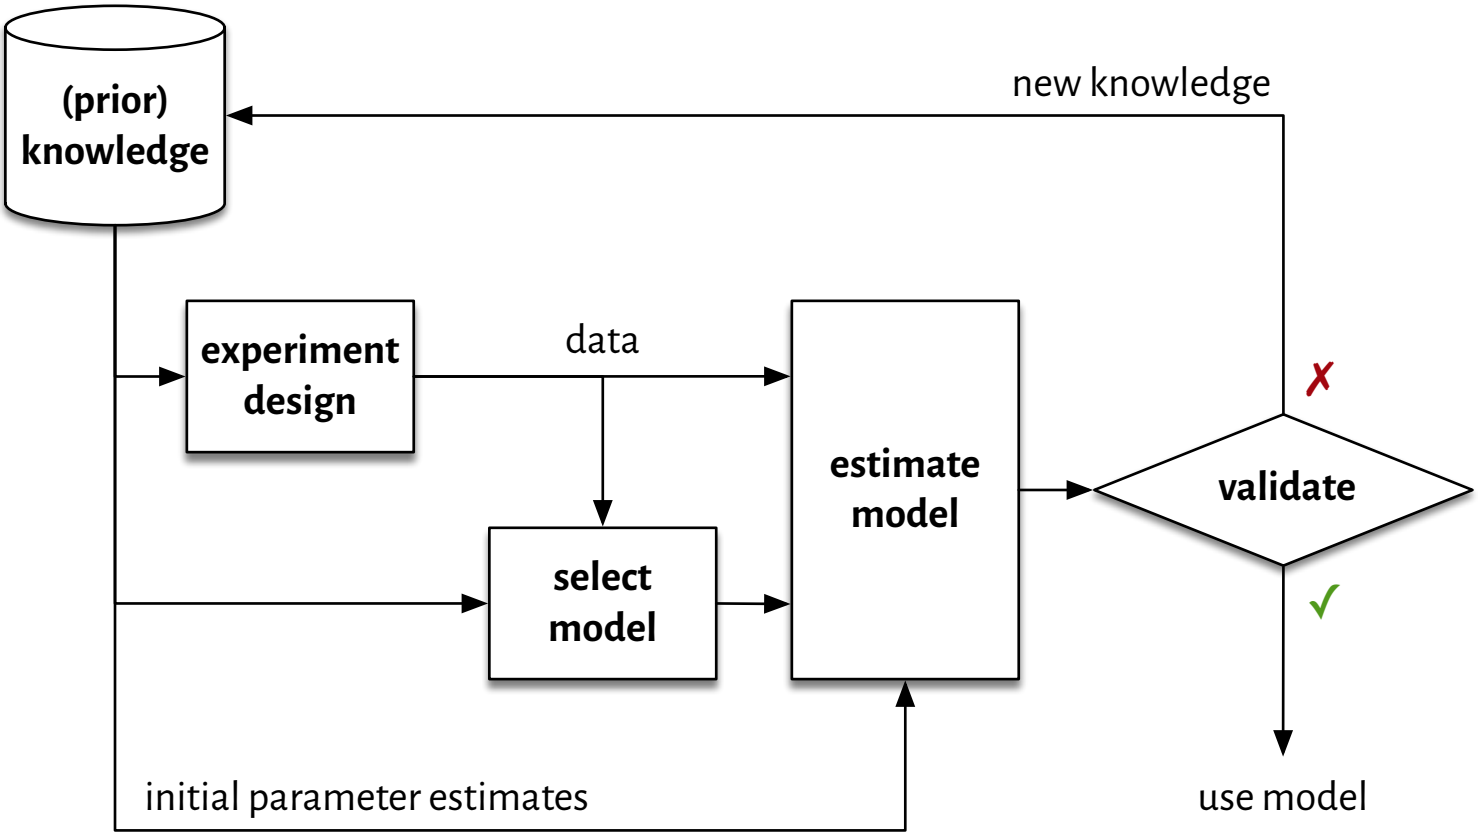 (prior)
knowledge
new knowledge
experiment
design
data
estimate
model
validate
✗
select
model
✓
initial parameter estimates
use model